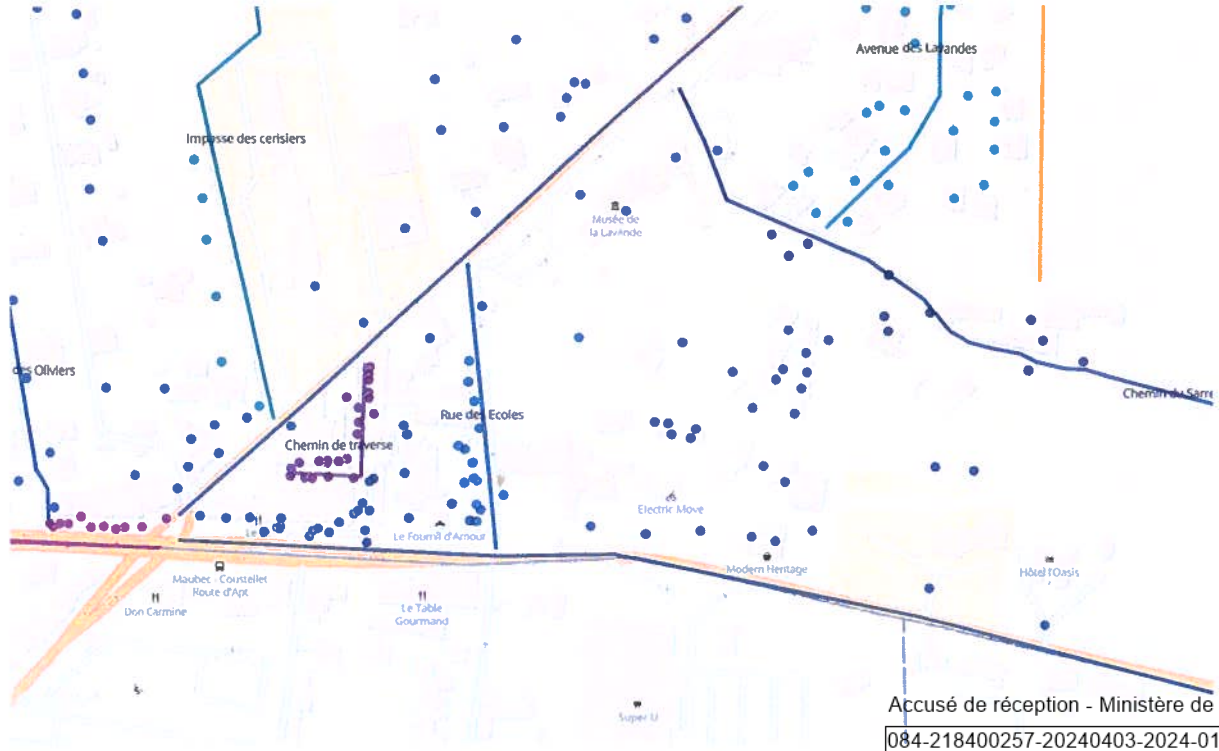 Avenue des Lavandes
Impasse des cerisiers
Musée de
la Lavande
des Oliviers
Chemin du Sarre
Rue des Ecoles
Chemin de traverse
Electric Move
Le
Le Fournil d'Amour
Modern Heritage
Hôtel l'Oasis
Maubec - Coustellet
Route d'Apt
Don Carmine
Le Table
Gourmand
Super U
Accusé de réception - Ministère de
084-218400257-20240403-2024-01